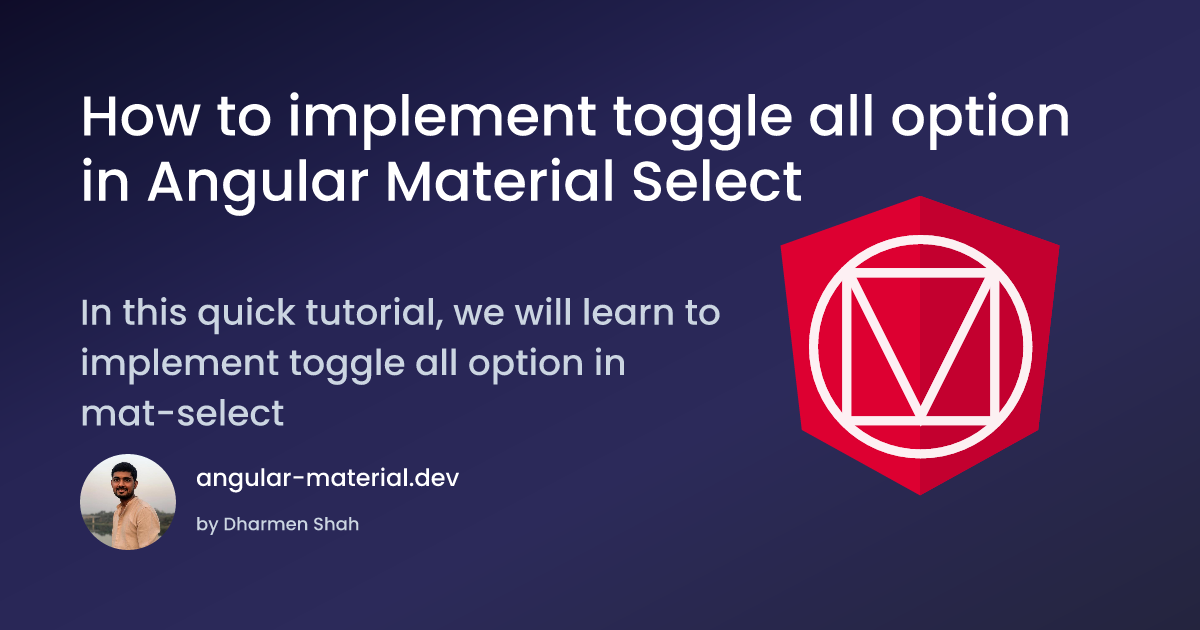 How to implement toggle all option
in Angular Material Select
In this quick tutorial, we will learn to
implement toggle all option in
mat-select
angular-material.dev
by Dharmen Shah